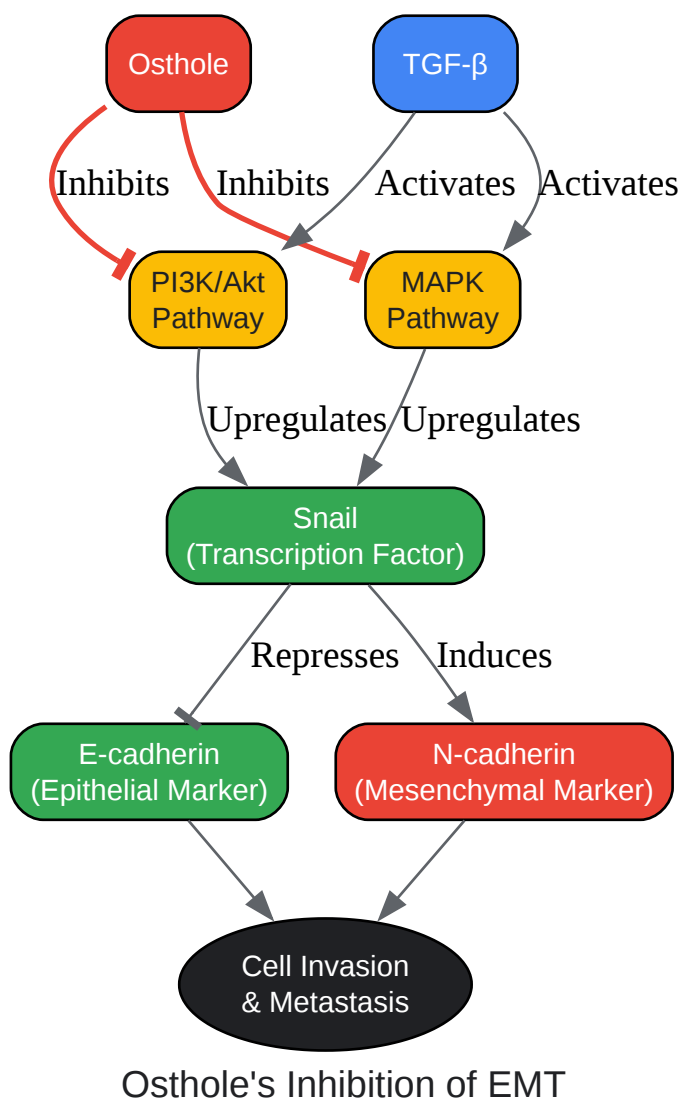 Osthole
TGF-β
Inhibits
Inhibits
Activates
Activates
PI3K/Akt
Pathway
MAPK
Pathway
Upregulates
Upregulates
Snail
(Transcription Factor)
Represses
Induces
E-cadherin
(Epithelial Marker)
N-cadherin
(Mesenchymal Marker)
Cell Invasion
& Metastasis
Osthole's Inhibition of EMT